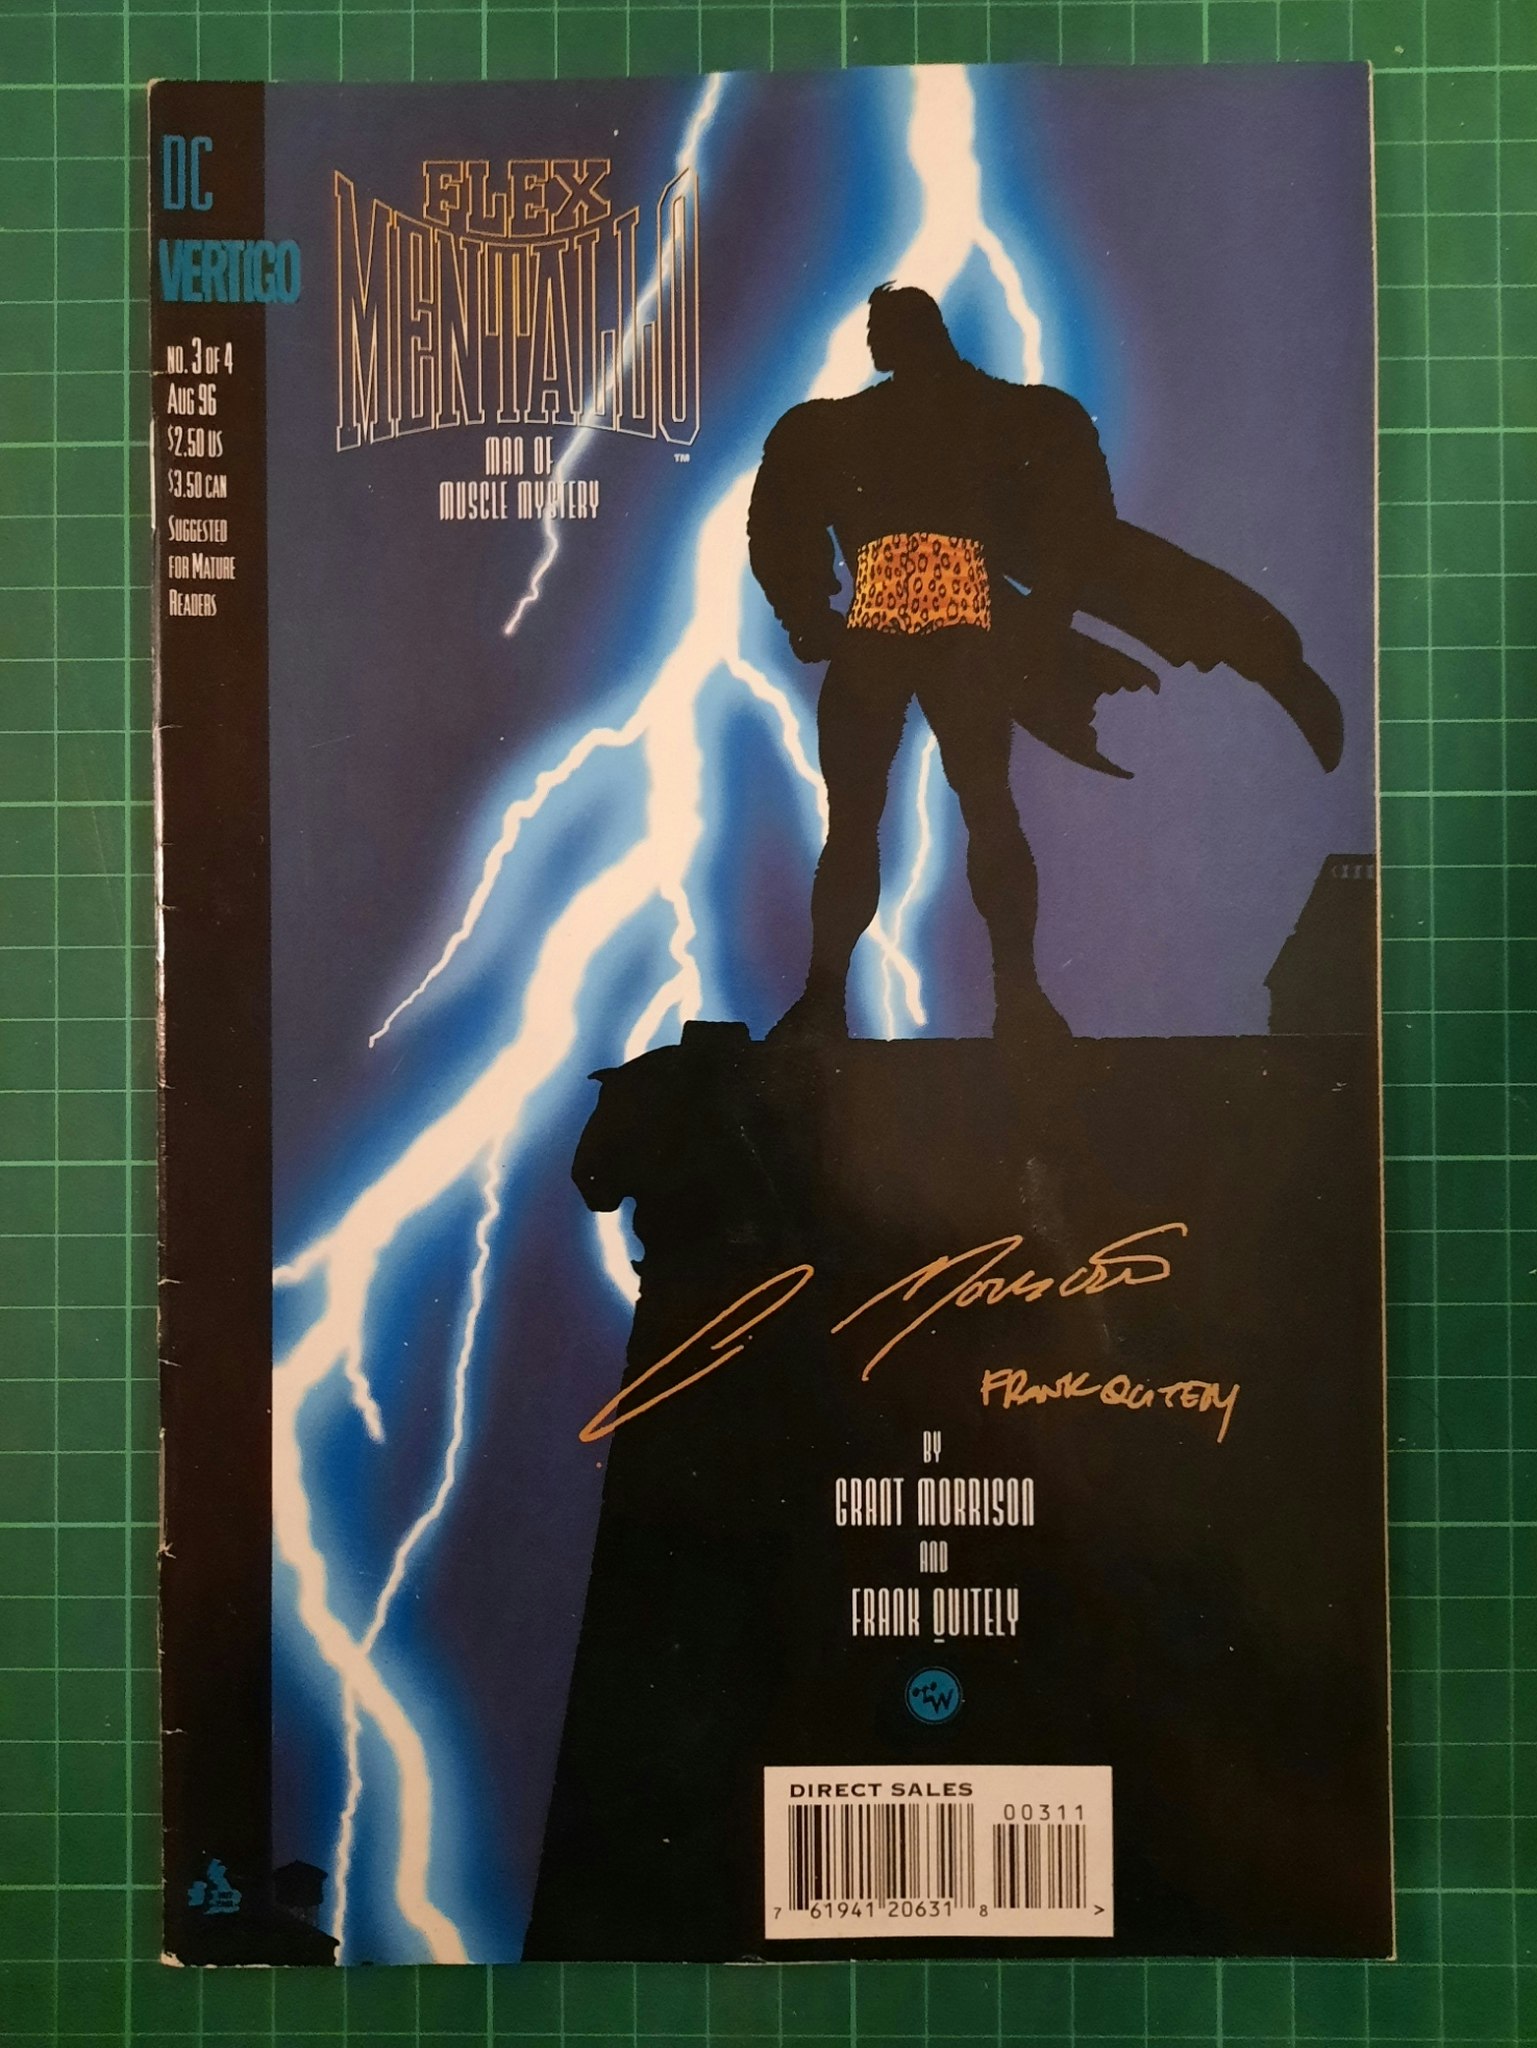 DC
VERTIGO
NO. 3 OF 4
AUG 96
$2.50 US
$3.50 CAN
SUGGESTED
FOR MATURE
READERS
FLEX
MENTALLO
TM
MAN OF
MUSCLE MYSTERY
G Morrison
FRANK QUITELY
BY
GRANT MORRISON
AND
FRANK QUITELY
DIRECT SALES
00311
7 61941 20631 8 >